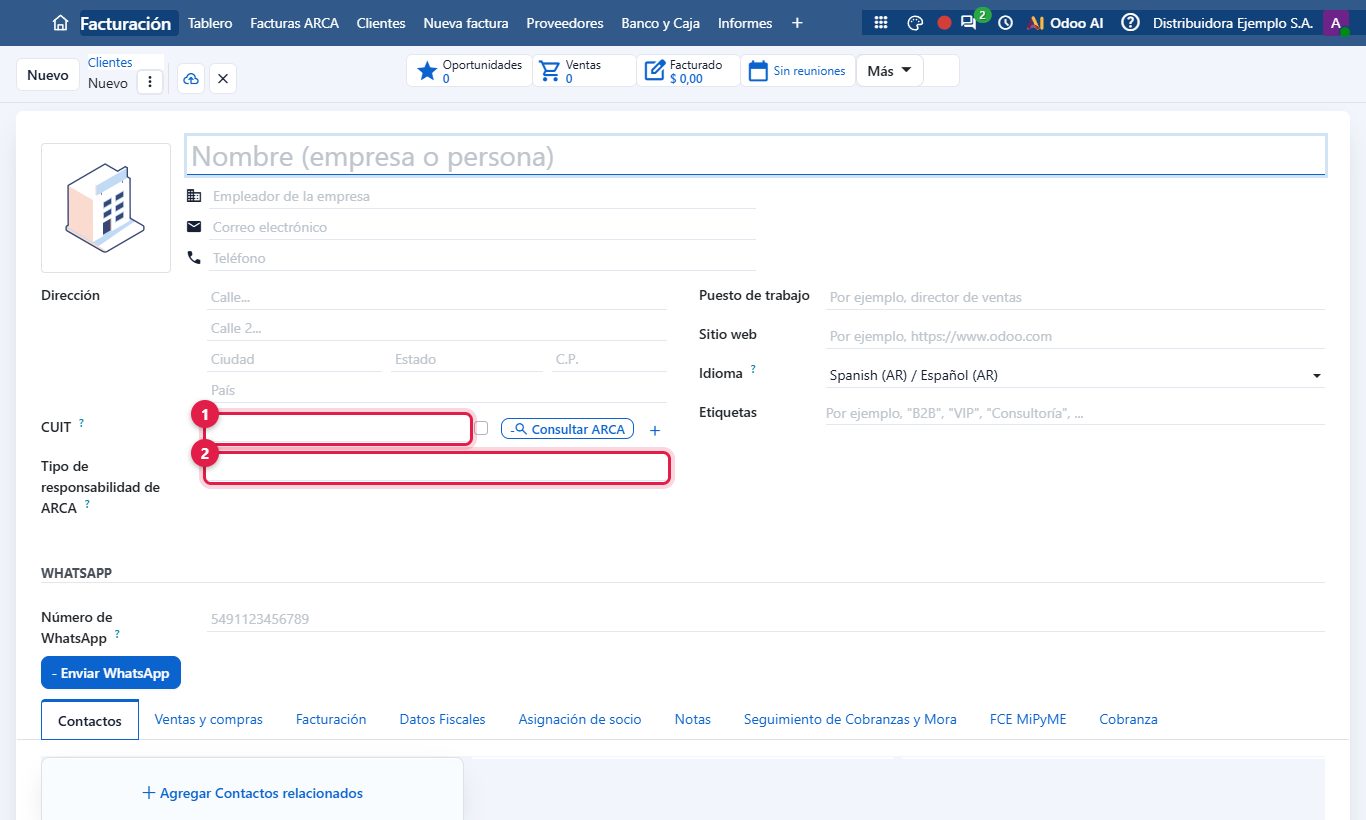 Facturación Tablero Facturas ARCA Clientes Nueva factura Proveedores Banco y Caja Informes + 2 Odoo AI Distribuidora Ejemplo S.A. A
Nuevo
Clientes
Nuevo
Oportunidades
0
Ventas
0
Facturado
$ 0,00
Sin reuniones
Más
Nombre (empresa o persona)
Empleador de la empresa
Correo electrónico
Teléfono
Dirección
Calle...
Calle 2...
Ciudad Estado C.P.
País
CUIT ?
1
- Consultar ARCA +
2
Tipo de
responsabilidad de
ARCA ?
Puesto de trabajo Por ejemplo, director de ventas
Sitio web Por ejemplo, https://www.odoo.com
Idioma ? Spanish (AR) / Español (AR)
Etiquetas Por ejemplo, "B2B", "VIP", "Consultoría", ...
WHATSAPP
Número de
WhatsApp ?
5491123456789
- Enviar WhatsApp
Contactos Ventas y compras Facturación Datos Fiscales Asignación de socio Notas Seguimiento de Cobranzas y Mora FCE MiPyME Cobranza
+ Agregar Contactos relacionados